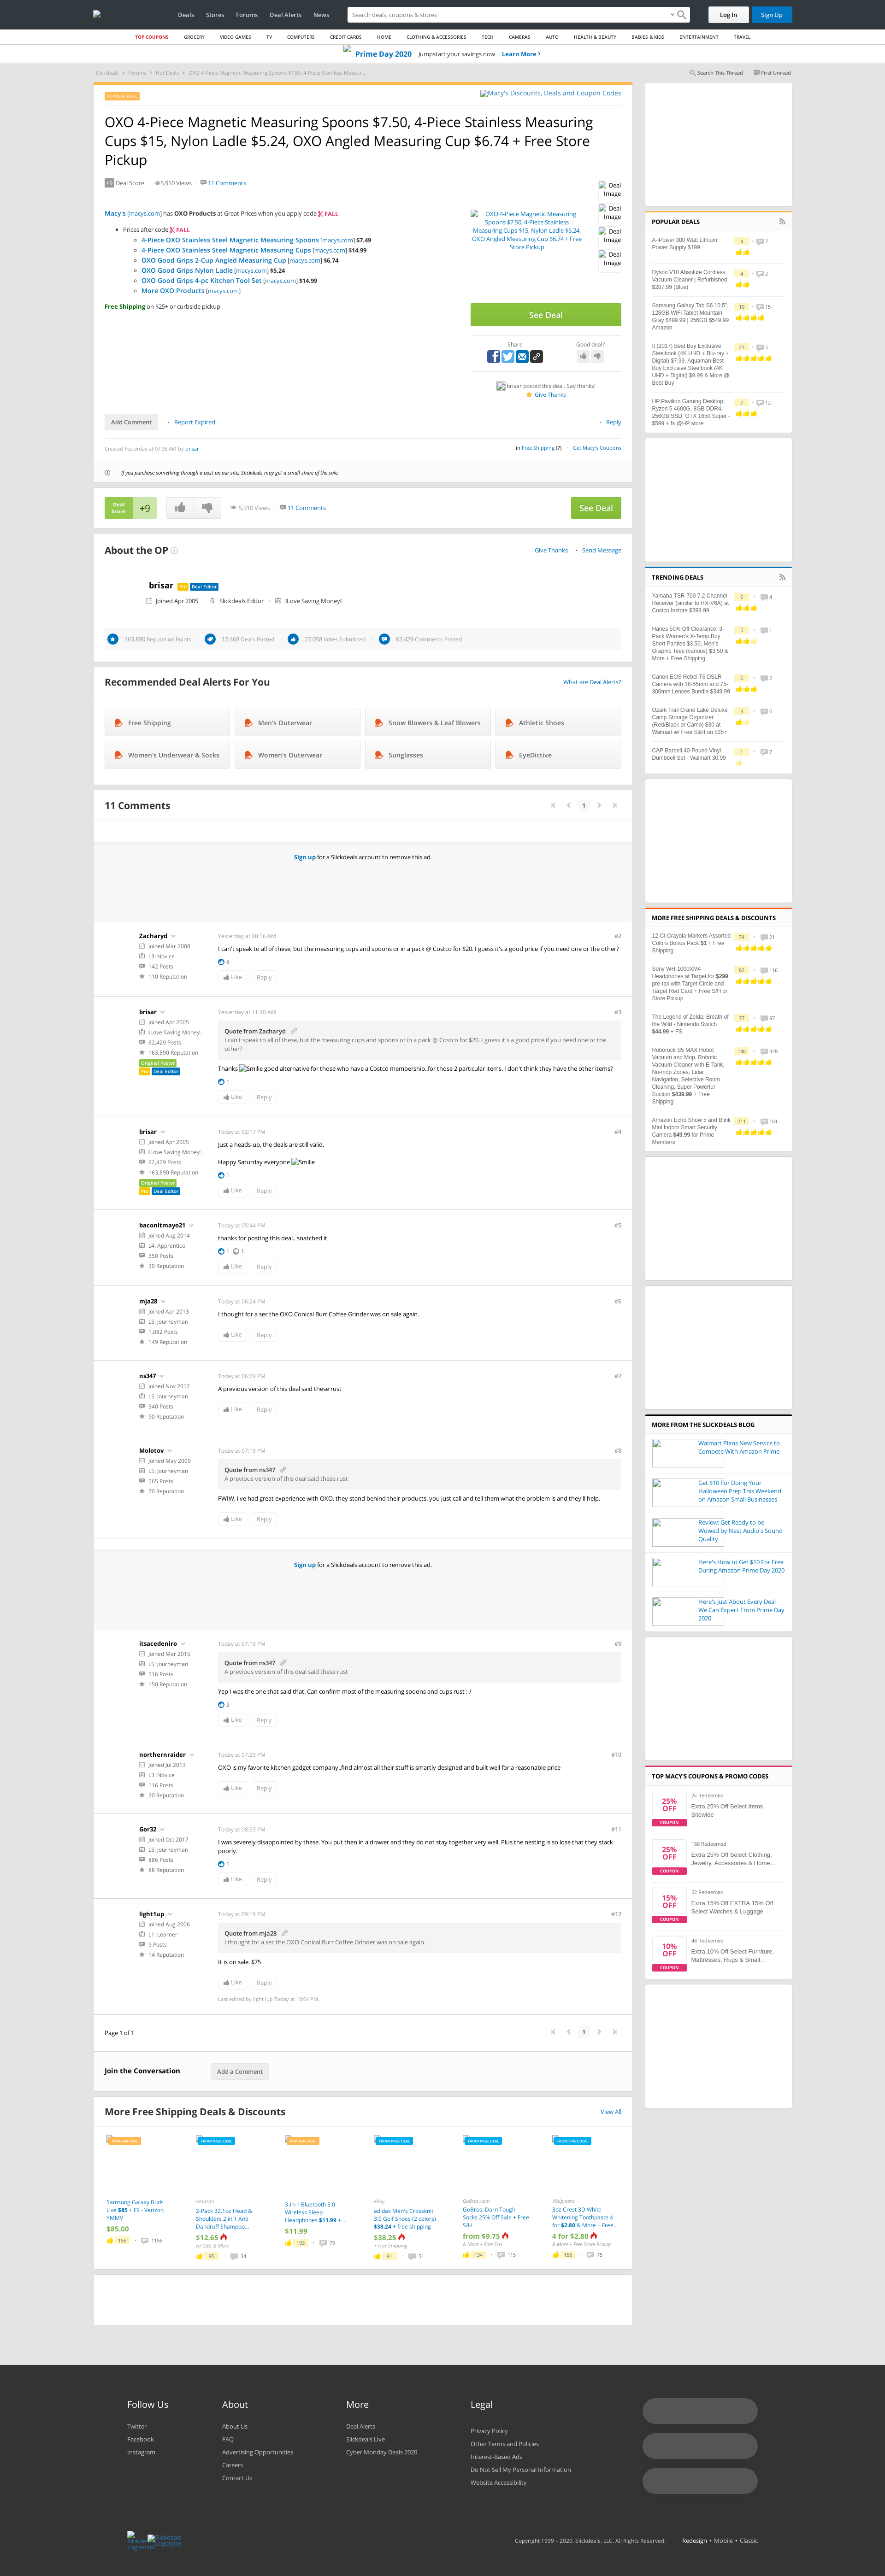 Deals Stores Forums Deal Alerts News
Search deals, coupons & stores
Log In Sign Up
TOP COUPONS GROCERY VIDEO GAMES TV COMPUTERS CREDIT CARDS HOME CLOTHING & ACCESSORIES TECH CAMERAS AUTO HEALTH & BEAUTY BABIES & KIDS ENTERTAINMENT TRAVEL
Prime Day 2020 Jumpstart your savings now Learn More ›
Slickdeals › Forums › Hot Deals › OXO 4-Piece Magnetic Measuring Spoons $7.50, 4-Piece Stainless Measuri...
Search This Thread First Unread
POPULAR DEAL
Macy's Discounts, Deals and Coupon Codes
OXO 4-Piece Magnetic Measuring Spoons $7.50, 4-Piece Stainless Measuring
Cups $15, Nylon Ladle $5.24, OXO Angled Measuring Cup $6.74 + Free Store
Pickup
+9 Deal Score 5,910 Views 11 Comments
Macy's [macys.com] has OXO Products at Great Prices when you apply code FALL
Prices after code FALL
4-Piece OXO Stainless Steel Magnetic Measuring Spoons [macys.com] $7.49
4-Piece OXO Stainless Steel Magnetic Measuring Cups [macys.com] $14.99
OXO Good Grips 2-Cup Angled Measuring Cup [macys.com] $6.74
OXO Good Grips Nylon Ladle [macys.com] $5.24
OXO Good Grips 4-pc Kitchen Tool Set [macys.com] $14.99
More OXO Products [macys.com]
Free Shipping on $25+ or curbside pickup
OXO 4-Piece Magnetic Measuring
Spoons $7.50, 4-Piece Stainless
Measuring Cups $15, Nylon Ladle $5.24,
OXO Angled Measuring Cup $6.74 + Free
Store Pickup
Deal
Image
Deal
Image
Deal
Image
Deal
Image
See Deal
Share Good deal?
brisar posted this deal. Say thanks!
Give Thanks
Add Comment Report Expired Reply
Created Yesterday at 07:35 AM by brisar
in Free Shipping (7) Get Macy's Coupons
If you purchase something through a post on our site, Slickdeals may get a small share of the sale.
Deal
Score
+9
5,910 Views 11 Comments
See Deal
About the OP
Give Thanks Send Message
brisar Pro Deal Editor
Joined Apr 2005 Slickdeals Editor Love Saving Money
163,890 Reputation Points 12,468 Deals Posted 27,058 Votes Submitted 62,429 Comments Posted
Recommended Deal Alerts For You
What are Deal Alerts?
Free Shipping Men's Outerwear Snow Blowers & Leaf Blowers Athletic Shoes
Women's Underwear & Socks Women's Outerwear Sunglasses EyeDictive
11 Comments
1
Sign up for a Slickdeals account to remove this ad.
Zacharyd
Joined Mar 2008
L3: Novice
142 Posts
110 Reputation
Yesterday at 08:16 AM #2
I can't speak to all of these, but the measuring cups and spoons or in a pack @ Costco for $20. I guess it's a good price if you need one or the other?
8
Like Reply
brisar
Joined Apr 2005
Love Saving Money
62,429 Posts
163,890 Reputation
Original Poster
Pro Deal Editor
Yesterday at 11:40 AM #3
Quote from Zacharyd
I can't speak to all of these, but the measuring cups and spoons or in a pack @ Costco for $20. I guess it's a good price if you need one or the
other?
Thanks Smilie good alternative for those who have a Costco membership..for those 2 particular items. I don't think they have the other items?
1
Like Reply
brisar
Joined Apr 2005
Love Saving Money
62,429 Posts
163,890 Reputation
Original Poster
Pro Deal Editor
Today at 02:17 PM #4
Just a heads-up, the deals are still valid.
Happy Saturday everyone Smilie
1
Like Reply
baconitmayo21
Joined Aug 2014
L4: Apprentice
350 Posts
30 Reputation
Today at 05:44 PM #5
thanks for posting this deal.. snatched it
1 1
Like Reply
mja28
Joined Apr 2013
L5: Journeyman
1,082 Posts
149 Reputation
Today at 06:24 PM #6
I thought for a sec the OXO Conical Burr Coffee Grinder was on sale again.
Like Reply
ns347
Joined Nov 2012
L5: Journeyman
540 Posts
90 Reputation
Today at 06:29 PM #7
A previous version of this deal said these rust
Like Reply
Molotov
Joined May 2009
L5: Journeyman
565 Posts
70 Reputation
Today at 07:19 PM #8
Quote from ns347
A previous version of this deal said these rust
FWIW, i've had great experience with OXO. they stand behind their products. you just call and tell them what the problem is and they'll help.
Like Reply
Sign up for a Slickdeals account to remove this ad.
itsacedeniro
Joined Mar 2015
L5: Journeyman
516 Posts
150 Reputation
Today at 07:19 PM #9
Quote from ns347
A previous version of this deal said these rust
Yep I was the one that said that. Can confirm most of the measuring spoons and cups rust :-/
2
Like Reply
northernraider
Joined Jul 2013
L3: Novice
116 Posts
30 Reputation
Today at 07:23 PM #10
OXO is my favorite kitchen gadget company..find almost all their stuff is smartly designed and built well for a reasonable price
Like Reply
Gor32
Joined Oct 2017
L5: Journeyman
886 Posts
88 Reputation
Today at 08:53 PM #11
I was severely disappointed by these. You put then in a drawer and they do not stay together very well. Plus the nesting is so lose that they stack
poorly.
1
Like Reply
light1up
Joined Aug 2006
L1: Learner
9 Posts
14 Reputation
Today at 09:19 PM #12
Quote from mja28
I thought for a sec the OXO Conical Burr Coffee Grinder was on sale again.
It is on sale. $75
Like Reply
Last edited by light1up Today at 10:04 PM.
Page 1 of 1 1
Join the Conversation Add a Comment
More Free Shipping Deals & Discounts View All
POPULAR DEAL
Samsung Galaxy Buds
Live $85 + FS - Verizon
YMMV
$85.00
156 1156
FRONTPAGE DEAL
Amazon
2-Pack 32.1oz Head &
Shoulders 2 in 1 Anti
Dandruff Shampoo...
$12.65
w/ S&S & More
95 34
POPULAR DEAL
3-in-1 Bluetooth 5.0
Wireless Sleep
Headphones $11.99 +...
$11.99
193 79
FRONTPAGE DEAL
eBay
adidas Men's Crossknit
3.0 Golf Shoes (2 colors)
$38.24 + free shipping
$38.25
+ Free Shipping
91 51
FRONTPAGE DEAL
GoBros.com
GoBros: Darn Tough
Socks 25% Off Sale + Free
S/H
from $9.75
& More + Free S/H
134 115
FRONTPAGE DEAL
Walgreens
3oz Crest 3D White
Whitening Toothpaste 4
for $2.80 & More + Free...
4 for $2.80
& More + Free Store Pickup
158 75
POPULAR DEALS
A-iPower 300 Watt Lithium
Power Supply $199
4 7
Dyson V10 Absolute Cordless
Vacuum Cleaner | Refurbished
$287.99 (Blue)
4 2
Samsung Galaxy Tab S6 10.5",
128GB WiFi Tablet Mountain
Gray $499.99 | 256GB $549.99
Amazon
10 15
It (2017) Best Buy Exclusive
Steelbook (4K UHD + Blu-ray +
Digital) $7.99, Aquaman Best
Buy Exclusive Steelbook (4K
UHD + Digital) $9.99 & More @
Best Buy
21 5
HP Pavilion Gaming Desktop,
Ryzen 5 4600G, 8GB DDR4,
256GB SSD, GTX 1650 Super -
$599 + fs @HP store
7 12
TRENDING DEALS
Yamaha TSR-700 7.2 Channel
Receiver (similar to RX-V6A) at
Costco Instore $399.99
6 4
Hanes 50% Off Clearance: 3-
Pack Women's X-Temp Boy
Short Panties $3.50, Men's
Graphic Tees (various) $3.50 &
More + Free Shipping
5 1
Canon EOS Rebel T6 DSLR
Camera with 18-55mm and 75-
300mm Lenses Bundle $349.99
6 2
Ozark Trail Crane Lake Deluxe
Camp Storage Organizer
(Red/Black or Camo) $30 at
Walmart w/ Free S&H on $35+
3 0
CAP Barbell 40-Pound Vinyl
Dumbbell Set - Walmart 30.99
1 7
MORE FREE SHIPPING DEALS & DISCOUNTS
12-Ct Crayola Markers Assorted
Colors Bonus Pack $1 + Free
Shipping
74 21
Sony WH-1000XM4
Headphones at Target for $299
pre-tax with Target Circle and
Target Red Card + Free S/H or
Store Pickup
82 116
The Legend of Zelda: Breath of
the Wild - Nintendo Switch
$44.99 + FS
77 97
Roborock S5 MAX Robot
Vacuum and Mop, Robotic
Vacuum Cleaner with E-Tank,
No-mop Zones, Lidar
Navigation, Selective Room
Cleaning, Super Powerful
Suction $439.99 + Free
Shipping
146 328
Amazon Echo Show 5 and Blink
Mini Indoor Smart Security
Camera $49.99 for Prime
Members
211 161
MORE FROM THE SLICKDEALS BLOG
Walmart Plans New Service to
Compete With Amazon Prime
Get $10 For Doing Your
Halloween Prep This Weekend
on Amazon Small Businesses
Review: Get Ready to be
Wowed by Nest Audio's Sound
Quality
Here's How to Get $10 For Free
During Amazon Prime Day 2020
Here's Just About Every Deal
We Can Expect From Prime Day
2020
TOP MACY'S COUPONS & PROMO CODES
25%
OFF
COUPON
2k Redeemed
Extra 25% Off Select Items
Sitewide
25%
OFF
COUPON
168 Redeemed
Extra 25% Off Select Clothing,
Jewelry, Accessories & Home...
15%
OFF
COUPON
52 Redeemed
Extra 15% Off EXTRA 15% Off
Select Watches & Luggage
10%
OFF
COUPON
48 Redeemed
Extra 10% Off Select Furniture,
Mattresses, Rugs & Small...
Follow Us
Twitter
Facebook
Instagram
About
About Us
FAQ
Advertising Opportunities
Careers
Contact Us
More
Deal Alerts
Slickdeals Live
Cyber Monday Deals 2020
Legal
Privacy Policy
Other Terms and Policies
Interest-Based Ads
Do Not Sell My Personal Information
Website Accessibility
Slickdeals
Logotype
Copyright 1999 – 2020. Slickdeals, LLC. All Rights Reserved. Redesign • Mobile • Classic